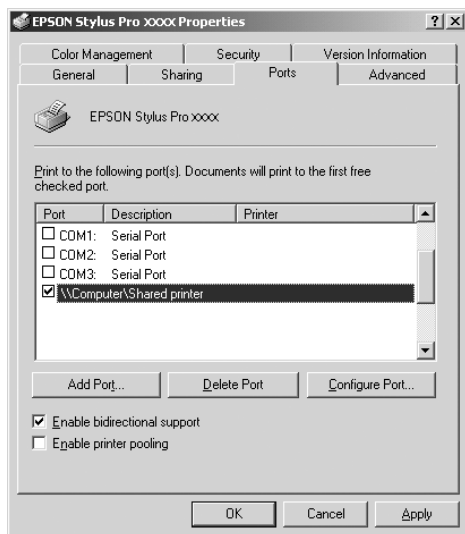 EPSON Stylus Pro XXXX Properties
? ×
Color Management Security Version Information
General Sharing Ports Advanced
EPSON Stylus Pro xxxx
Print to the following port(s). Documents will print to the first free
checked port.
Port Description Printer
COM1: Serial Port
COM2: Serial Port
COM3: Serial Port
\\Computer\Shared printer
Add Port... Delete Port Configure Port...
Enable bidirectional support
Enable printer pooling
OK Cancel Apply